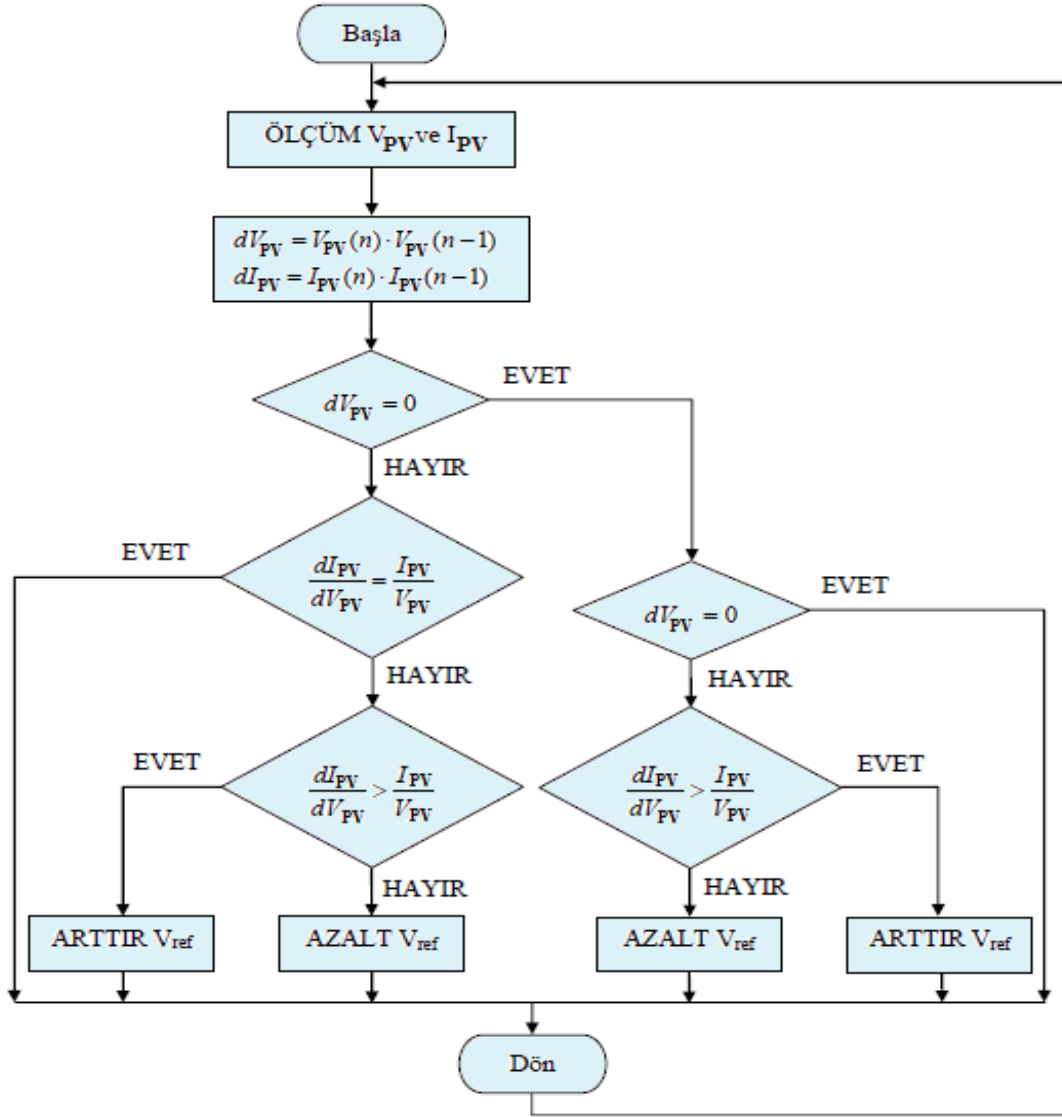 Başla
ÖLÇÜM V_PV ve I_PV
dV_PV = V_PV(n) · V_PV(n−1)
dI_PV = I_PV(n) · I_PV(n−1)
EVET
dV_PV = 0
HAYIR
EVET
dI_PV/dV_PV = I_PV/V_PV
EVET
dV_PV = 0
HAYIR
HAYIR
EVET
dI_PV/dV_PV > I_PV/V_PV
EVET
dI_PV/dV_PV > I_PV/V_PV
HAYIR
HAYIR
ARTTIR V_ref
AZALT V_ref
AZALT V_ref
ARTTIR V_ref
Dön